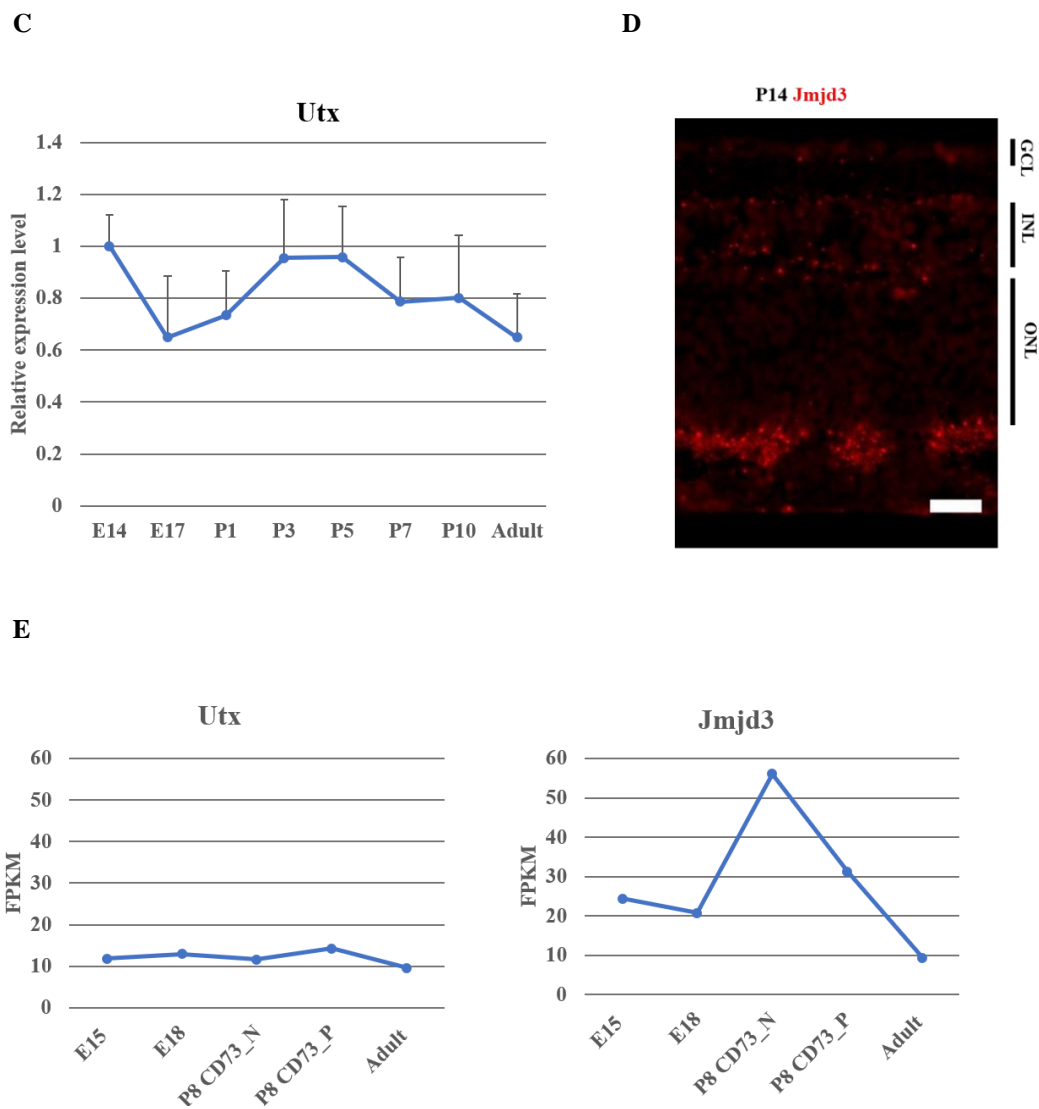 C
Utx
1.4
1.2
1
0.8
0.6
0.4
0.2
0
Relative expression level
E14 E17 P1 P3 P5 P7 P10 Adult
D
P14 Jmjd3
GCL
INL
ONL
E
Utx
60
50
40
30
20
10
0
FPKM
E15
E18
P8 CD73_N
P8 CD73_P
Adult
Jmjd3
60
50
40
30
20
10
0
FPKM
E15
E18
P8 CD73_N
P8 CD73_P
Adult